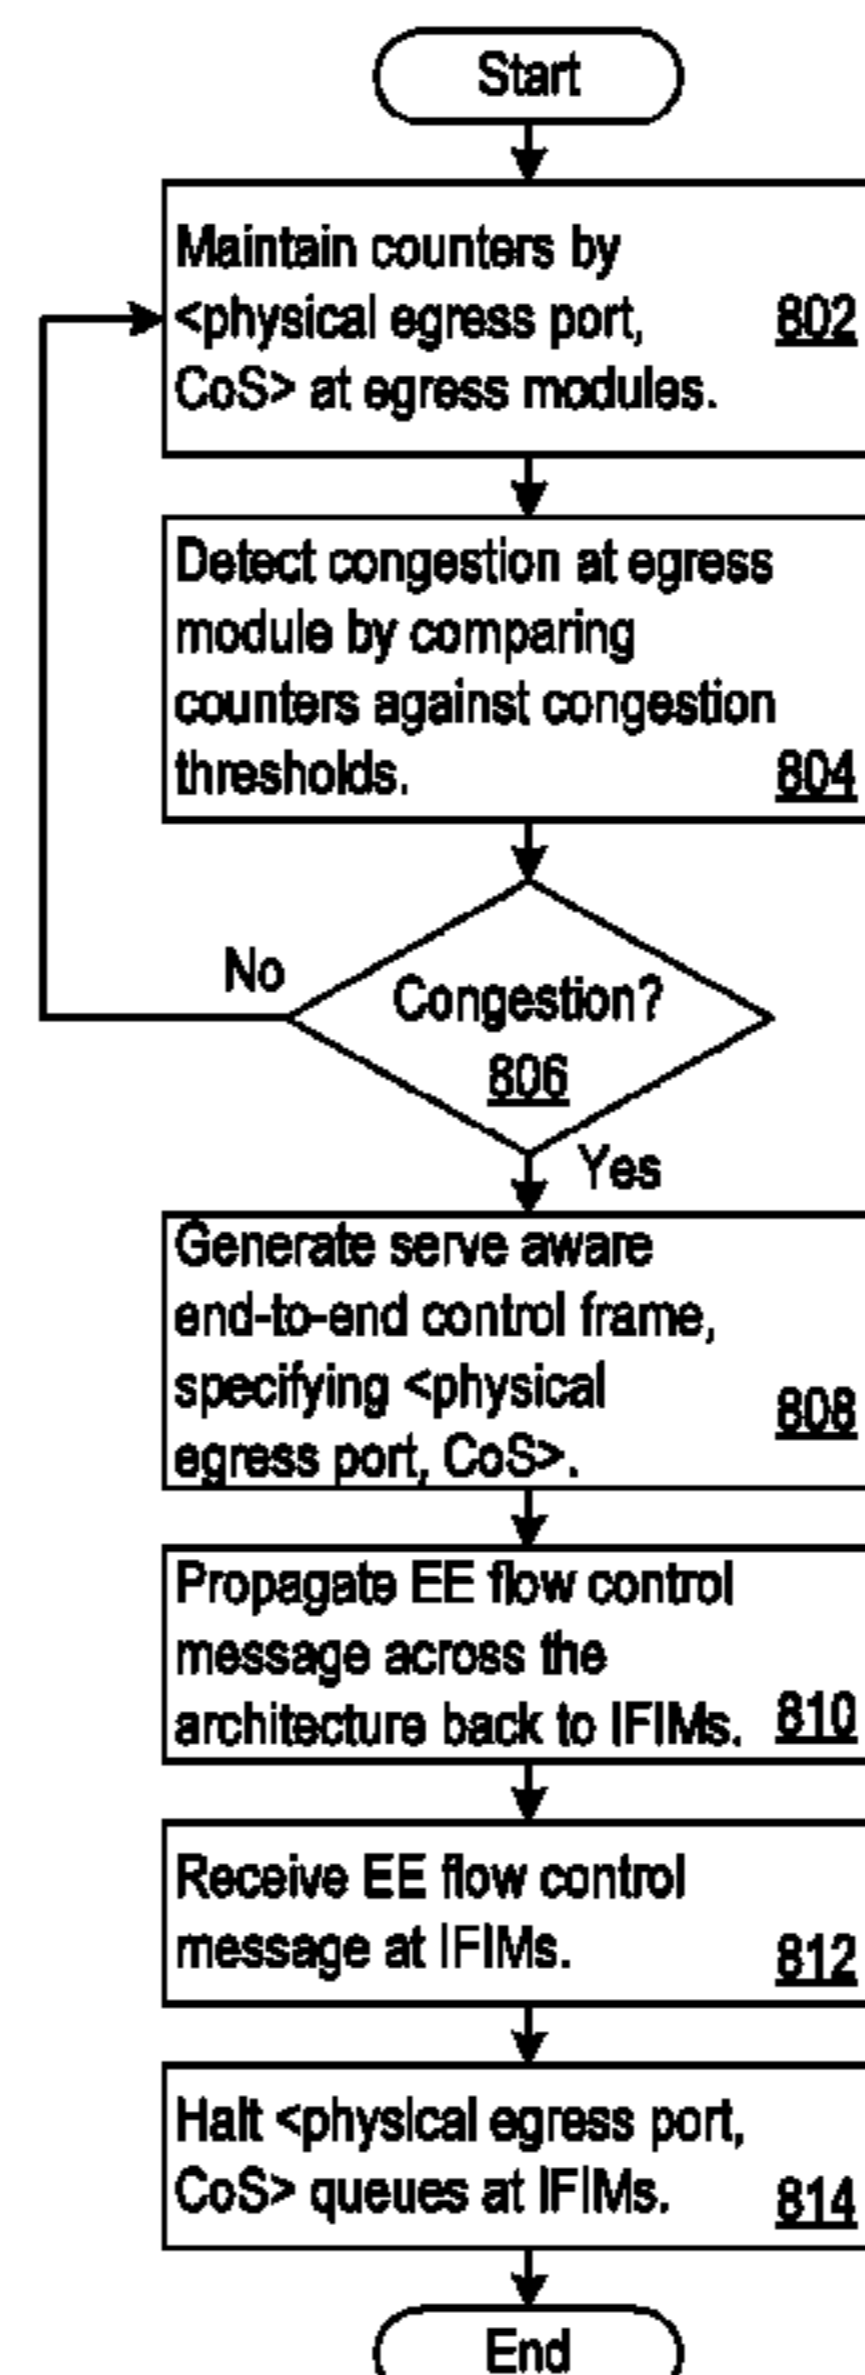 Start
Maintain counters by
<physical egress port,
802
CoS> at egress modules.
Detect congestion at egress
module by comparing
counters against congestion
thresholds.
804
No
Congestion?
806
Yes
Generate serve aware
end-to-end control frame,
specifying <physical
808
egress port, CoS>.
Propagate EE flow control
message across the
architecture back to IFIMs.
810
Receive EE flow control
message at IFIMs.
812
Halt <physical egress port,
CoS> queues at IFIMs.
814
End